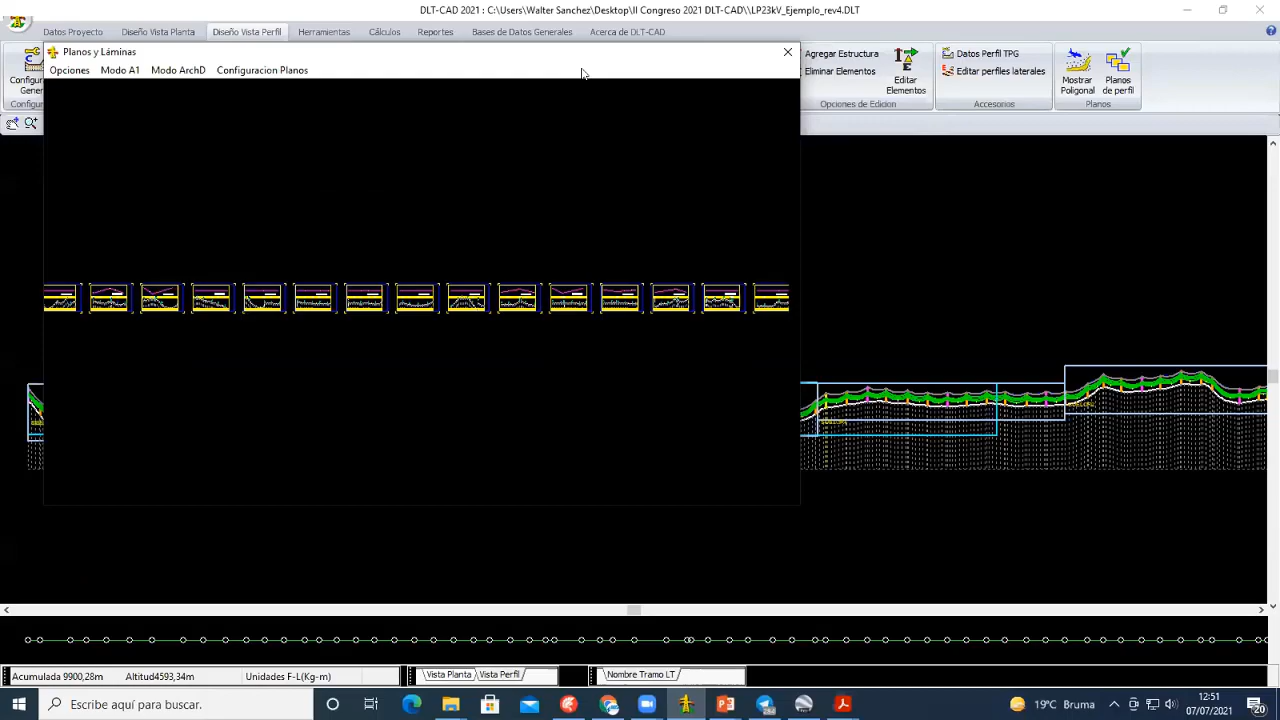 DLT-CAD 2021 : C:\Users\Walter Sanchez\Desktop\II Congreso 2021 DLT-CAD\\LP23kV_Ejemplo_rev4.DLT
Datos Proyecto Diseño Vista Planta Diseño Vista Perfil Herramientas Cálculos Reportes Bases de Datos Generales Acerca de DLT-CAD
Planos y Láminas
Opciones Modo A1 Modo ArchD Configuracion Planos
Agregar Estructura
Eliminar Elementos
Editar
Elementos
Opciones de Edicion
Datos Perfil TPG
Editar perfiles laterales
Accesorios
Mostrar
Poligonal
Planos
de perfil
Planos
Acumulada 9900,28m Altitud4593,34m Unidades F-L(Kg-m) Vista Planta Vista Perfil Nombre Tramo LT
Escribe aquí para buscar.
19°C Bruma
12:51
07/07/2021
20